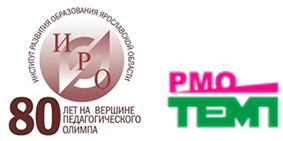 ИНСТИТУТ РАЗВИТИЯ ОБРАЗОВАНИЯ ЯРОСЛАВСКОЙ ОБЛАСТИ
ИРО
80 ЛЕТ НА ВЕРШИНЕ
ПЕДАГОГИЧЕСКОГО
ОЛИМПА
РМО
ТЕМП